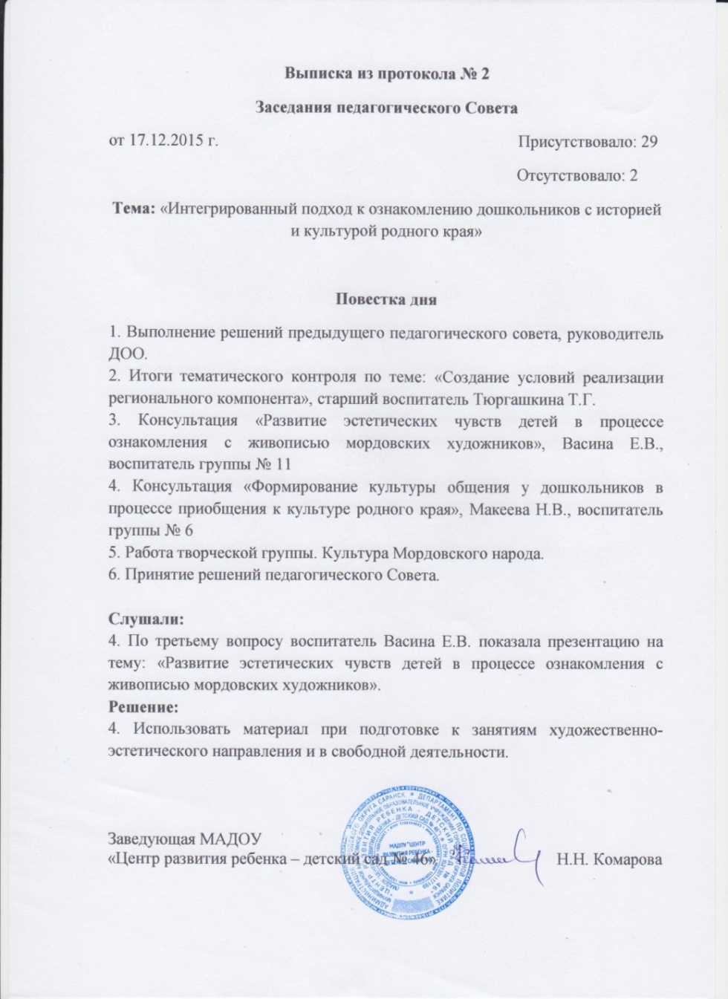 Выписка из протокола № 2
Заседания педагогического Совета
от 17.12.2015 г. Присутствовало: 29
Отсутствовало: 2
Тема: «Интегрированный подход к ознакомлению дошкольников с историей
и культурой родного края»
Повестка дня
1. Выполнение решений предыдущего педагогического совета, руководитель
ДОО.
2. Итоги тематического контроля по теме: «Создание условий реализации
регионального компонента», старший воспитатель Тюргашкина Т.Г.
3. Консультация «Развитие эстетических чувств детей в процессе
ознакомления с живописью мордовских художников», Васина Е.В.,
воспитатель группы № 11
4. Консультация «Формирование культуры общения у дошкольников в
процессе приобщения к культуре родного края», Макеева Н.В., воспитатель
группы № 6
5. Работа творческой группы. Культура Мордовского народа.
6. Принятие решений педагогического Совета.
Слушали:
4. По третьему вопросу воспитатель Васина Е.В. показала презентацию на
тему: «Развитие эстетических чувств детей в процессе ознакомления с
живописью мордовских художников».
Решение:
4. Использовать материал при подготовке к занятиям художественно-
эстетического направления и в свободной деятельности.
Заведующая МАДОУ
«Центр развития ребенка – детский сад № 46» Н.Н. Комарова
МАДОУ "ЦЕНТР
РАЗВИТИЯ РЕБЕНКА -